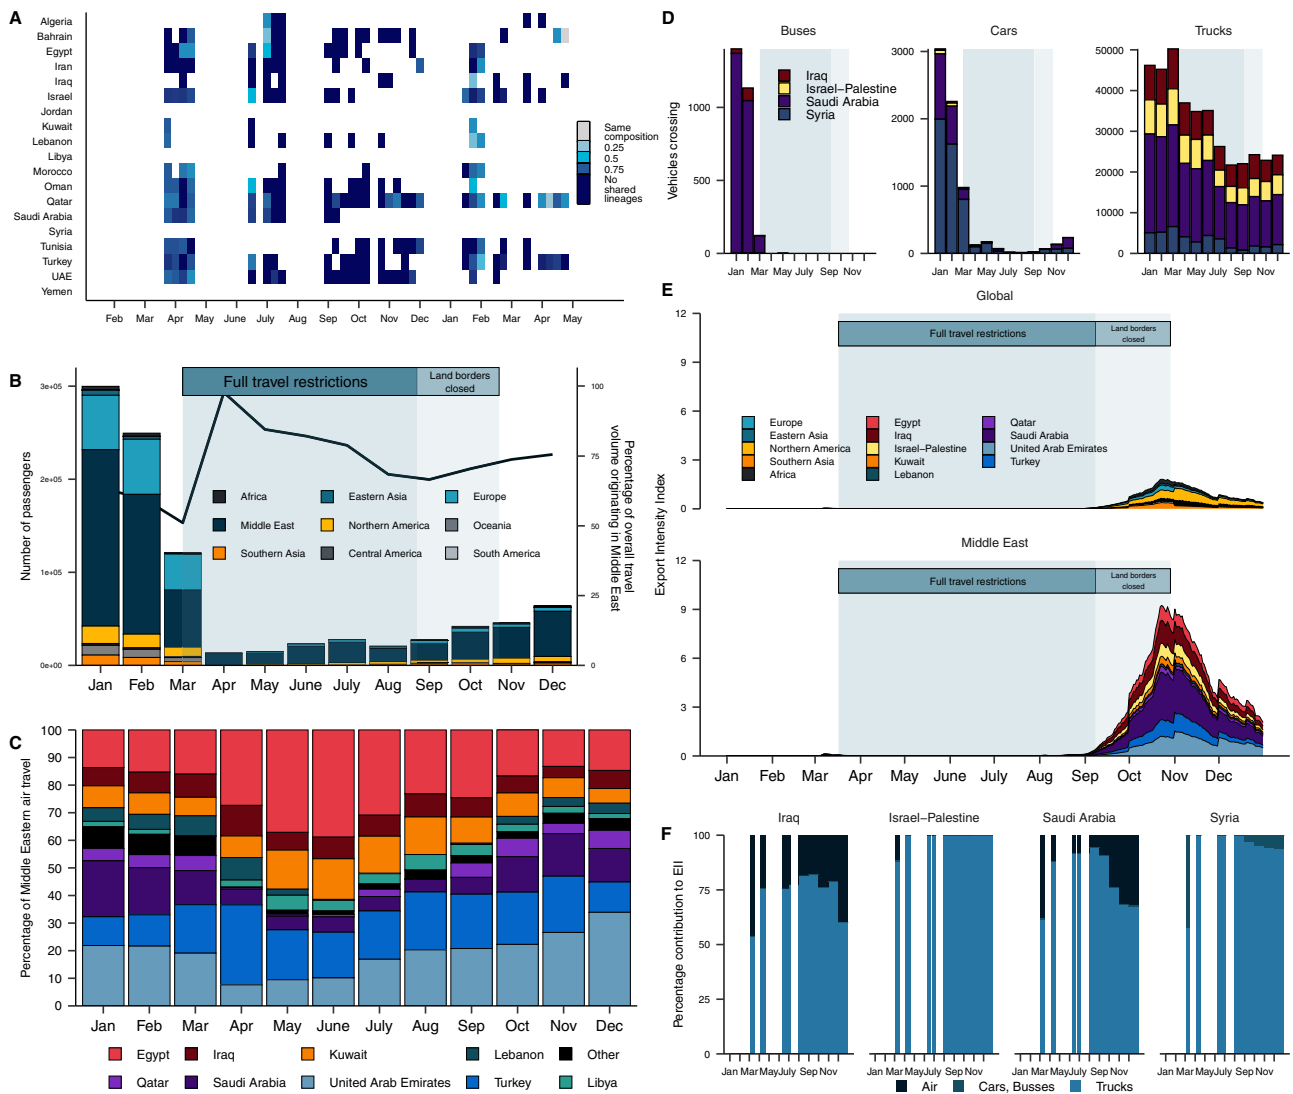 A
Algeria
Bahrain
Egypt
Iran
Iraq
Israel
Jordan
Kuwait
Lebanon
Libya
Morocco
Oman
Qatar
Saudi Arabia
Syria
Tunisia
Turkey
UAE
Yemen
Feb Mar Apr May June July Aug Sep Oct Nov Dec Jan Feb Mar Apr May
Same
composition
0.25
0.5
0.75
No
shared
lineages
B
Number of passengers
3e+05
2e+05
1e+05
0e+00
Full travel restrictions
Land borders
closed
Africa Eastern Asia Europe
Middle East Northern America Oceania
Southern Asia Central America South America
100
75
50
25
0
Percentage of overall travel
volume originating in Middle East
Jan Feb Mar Apr May June July Aug Sep Oct Nov Dec
C
Percentage of Middle Eastern air travel
100
90
80
70
60
50
40
30
20
10
0
Jan Feb Mar Apr May June July Aug Sep Oct Nov Dec
Egypt Iraq Kuwait Lebanon Other
Qatar Saudi Arabia United Arab Emirates Turkey Libya
D
Vehicles crossing
Buses
1000
500
0
Jan Mar May July Sep Nov
Iraq
Israel−Palestine
Saudi Arabia
Syria
Cars
3000
2000
1000
0
Jan Mar May July Sep Nov
Trucks
50000
40000
30000
20000
10000
0
Jan Mar May July Sep Nov
E
Export Intensity Index
Global
12
9
6
3
0
Full travel restrictions
Land borders
closed
Europe Egypt Qatar
Eastern Asia Iraq Saudi Arabia
Northern America Israel−Palestine United Arab Emirates
Southern Asia Kuwait Turkey
Africa Lebanon
Middle East
12
9
6
3
0
Full travel restrictions
Land borders
closed
Jan Feb Mar Apr May June July Aug Sep Oct Nov Dec
F
Percentage contribution to EII
100
75
50
25
0
Iraq Israel−Palestine Saudi Arabia Syria
Jan Mar May July Sep Nov Jan Mar May July Sep Nov Jan Mar May July Sep Nov Jan Mar May July Sep Nov
Air Cars, Busses Trucks